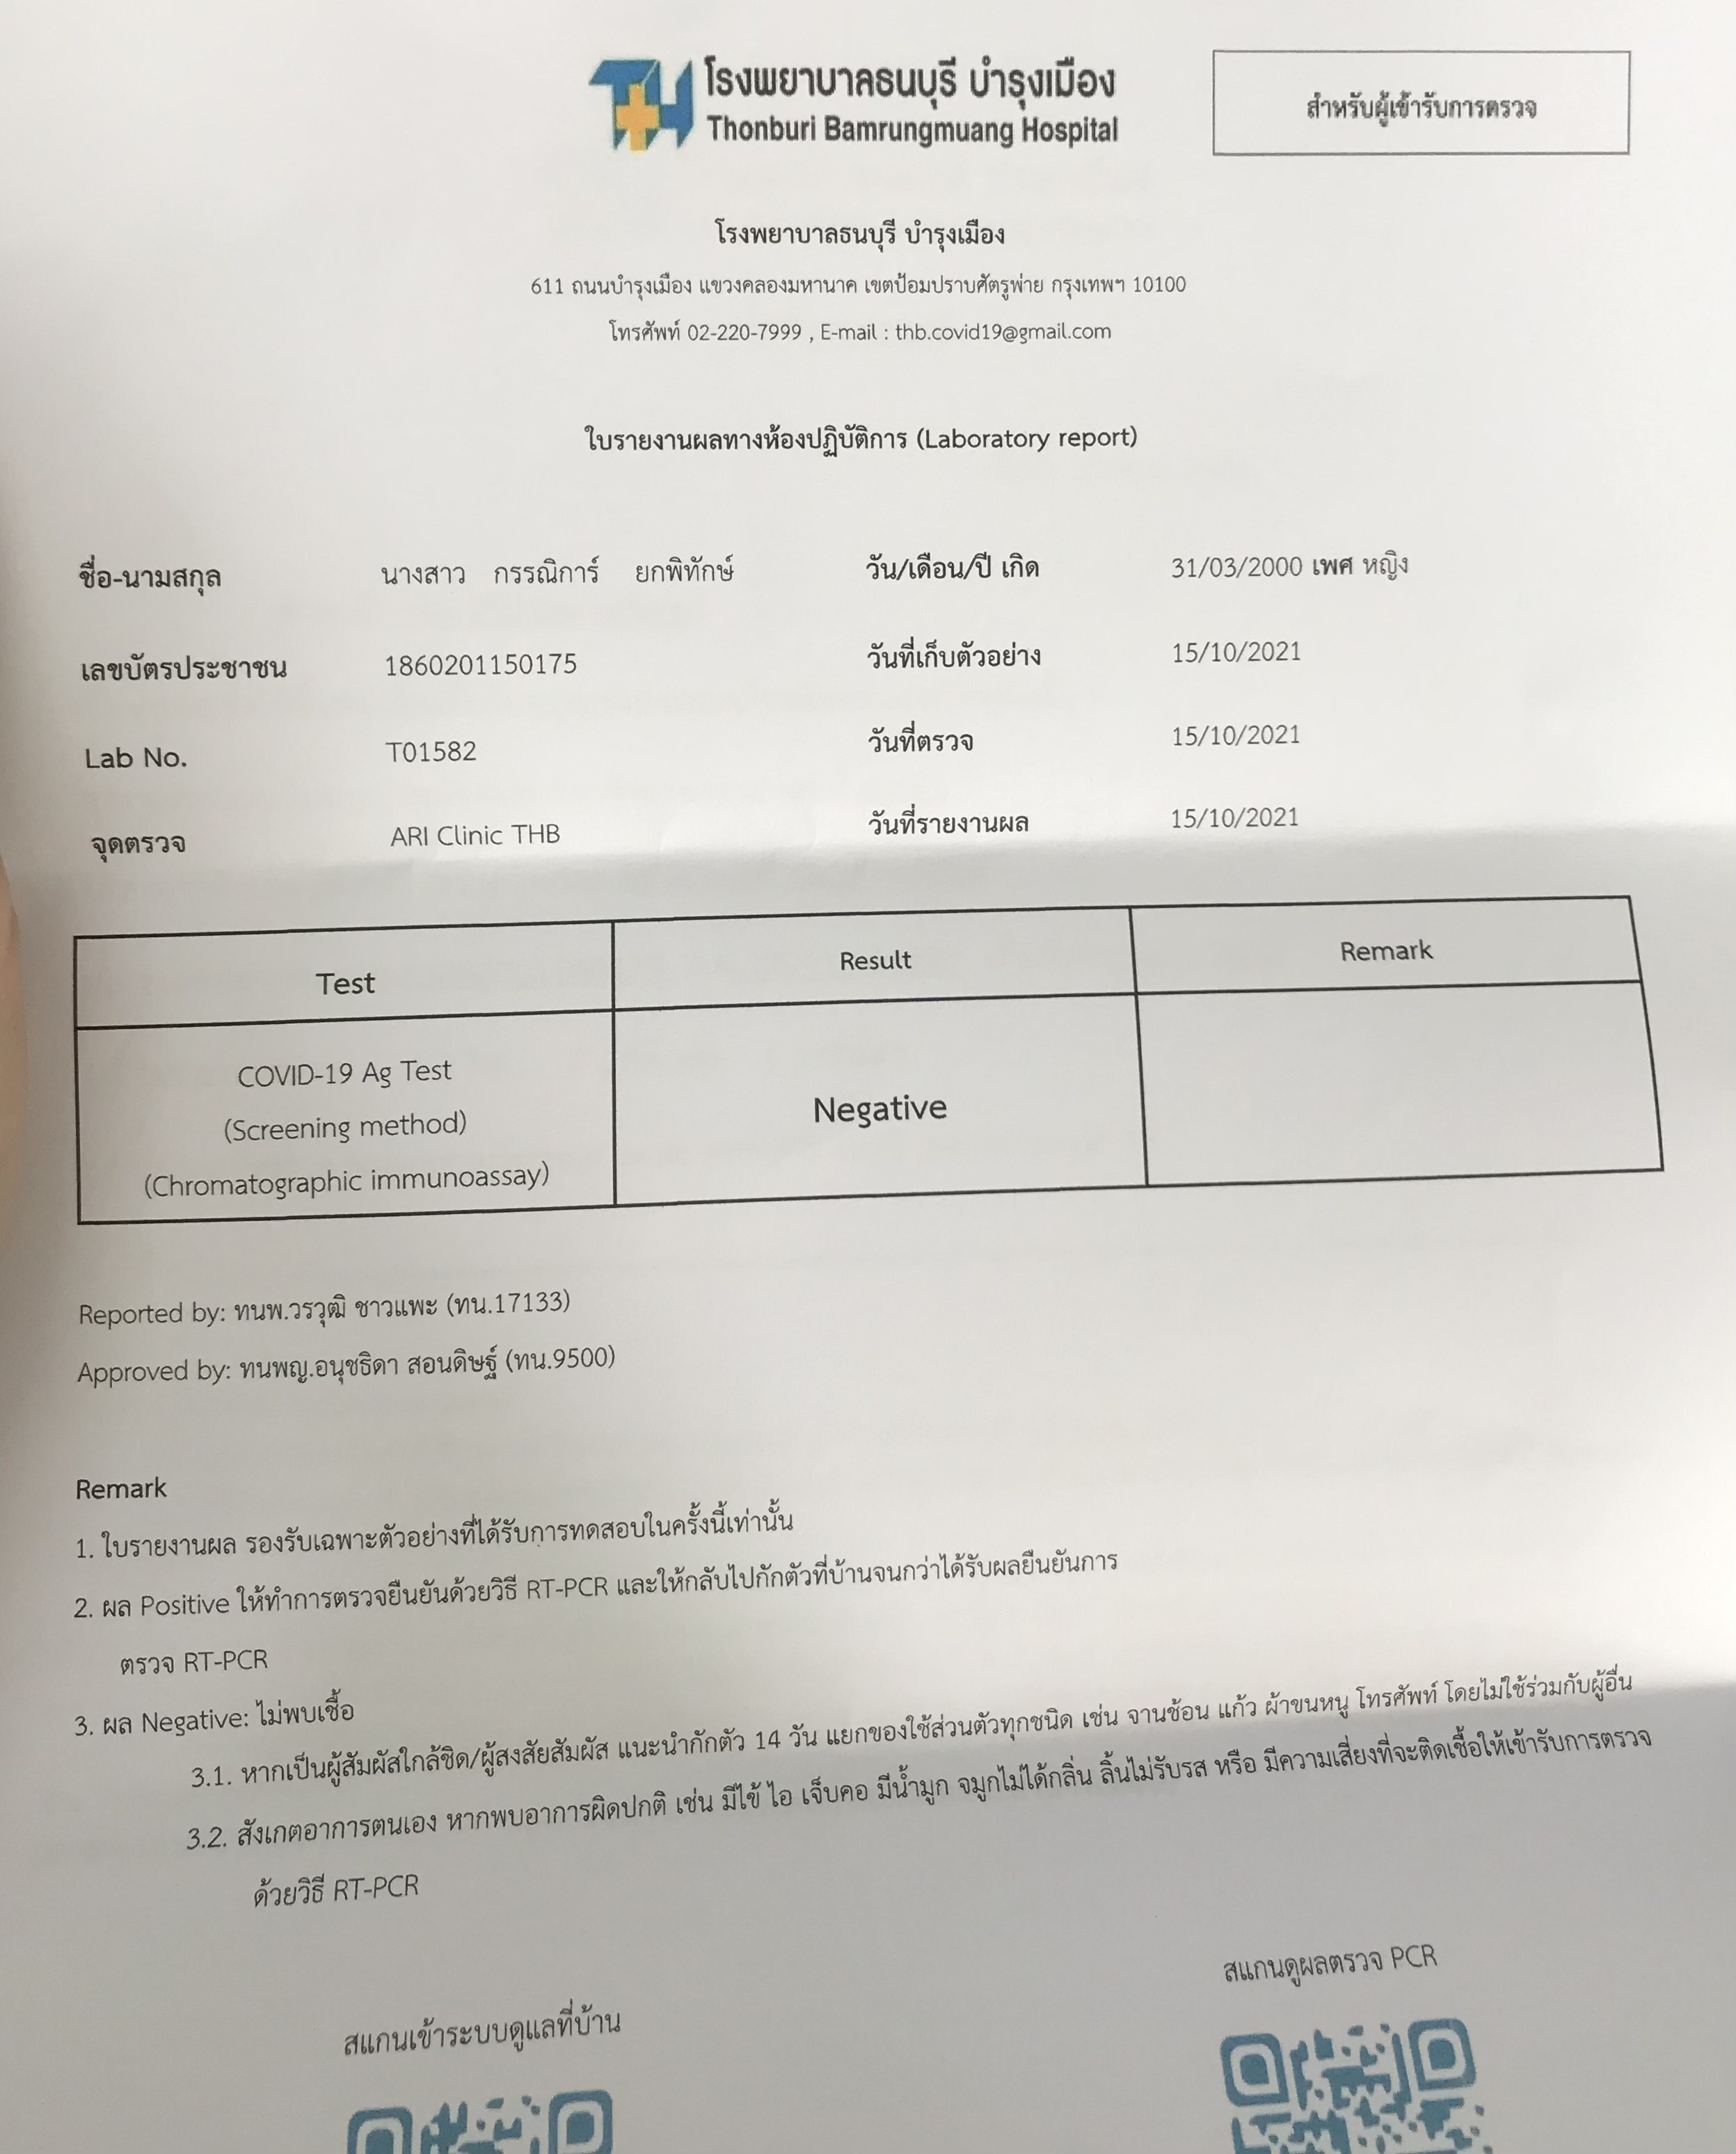 โรงพยาบาลธนบุรี บำรุงเมือง
Thonburi Bamrungmuang Hospital
สำหรับผู้เข้ารับการตรวจ
โรงพยาบาลธนบุรี บำรุงเมือง
611 ถนนบำรุงเมือง แขวงคลองมหานาค เขตป้อมปราบศัตรูพ่าย กรุงเทพฯ 10100
โทรศัพท์ 02-220-7999 , E-mail : thb.covid19@gmail.com
ใบรายงานผลทางห้องปฏิบัติการ (Laboratory report)
ชื่อ-นามสกุล นางสาว กรรณิการ์ ยกพิทักษ์ วัน/เดือน/ปี เกิด 31/03/2000 เพศ หญิง
เลขบัตรประชาชน 1860201150175 วันที่เก็บตัวอย่าง 15/10/2021
Lab No. T01582 วันที่ตรวจ 15/10/2021
จุดตรวจ ARI Clinic THB วันที่รายงานผล 15/10/2021
Test Result Remark
COVID-19 Ag Test
(Screening method)
(Chromatographic immunoassay)
Negative
Reported by: ทนพ.วรวุฒิ ชาวแพะ (ทน.17133)
Approved by: ทนพญ.อนุชธิดา สอนดิษฐ์ (ทน.9500)
Remark
1. ใบรายงานผล รองรับเฉพาะตัวอย่างที่ได้รับการทดสอบในครั้งนี้เท่านั้น
2. ผล Positive ให้ทำการตรวจยืนยันด้วยวิธี RT-PCR และให้กลับไปกักตัวที่บ้านจนกว่าได้รับผลยืนยันการ
ตรวจ RT-PCR
3. ผล Negative: ไม่พบเชื้อ
3.1. หากเป็นผู้สัมผัสใกล้ชิด/ผู้สงสัยสัมผัส แนะนำกักตัว 14 วัน แยกของใช้ส่วนตัวทุกชนิด เช่น จานช้อน แก้ว ผ้าขนหนู โทรศัพท์ โดยไม่ใช้ร่วมกับผู้อื่น
3.2. สังเกตอาการตนเอง หากพบอาการผิดปกติ เช่น มีไข้ ไอ เจ็บคอ มีน้ำมูก จมูกไม่ได้กลิ่น ลิ้นไม่รับรส หรือ มีความเสี่ยงที่จะติดเชื้อให้เข้ารับการตรวจ
ด้วยวิธี RT-PCR
สแกนเข้าระบบดูแลที่บ้าน
สแกนดูผลตรวจ PCR